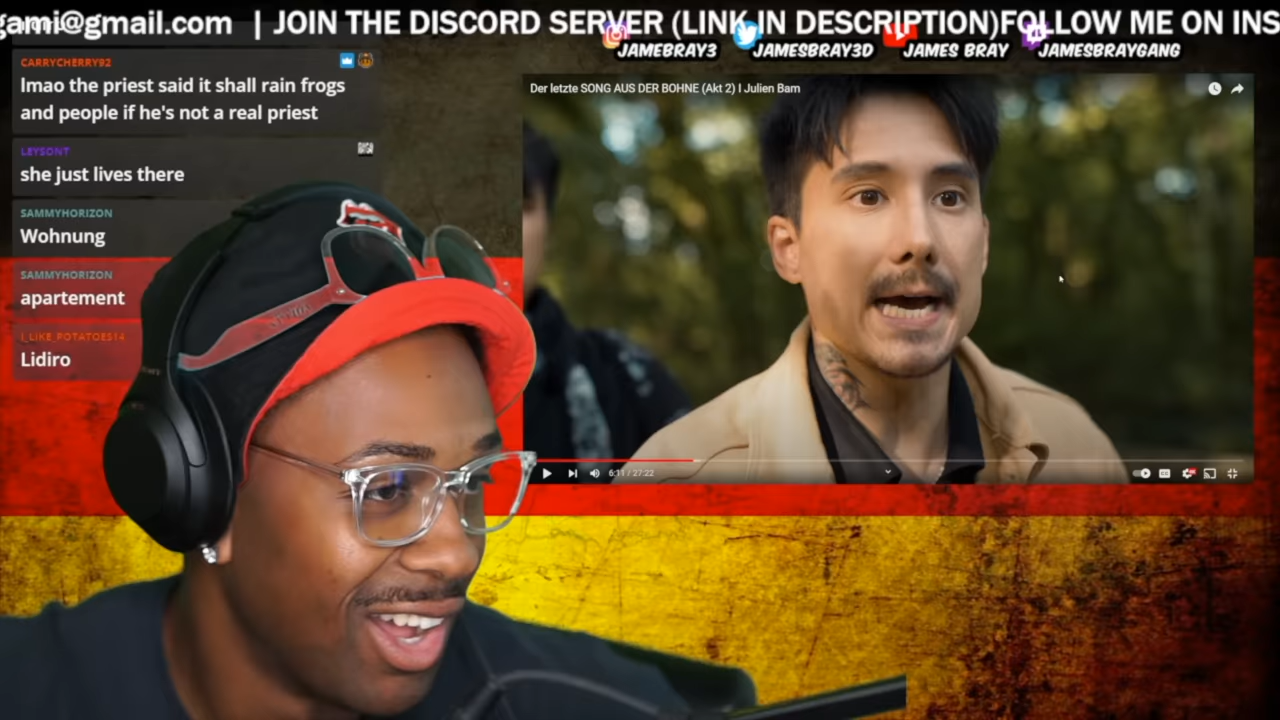 gami@gmail.com | JOIN THE DISCORD SERVER (LINK IN DESCRIPTION)FOLLOW ME ON INS
JAMEBRAY3 JAMESBRAY3D JAMES BRAY JAMESBRAYGANG
CARRYCHERRY92
lmao the priest said it shall rain frogs
and people if he's not a real priest
LEYSONT
she just lives there
SAMMYHORIZON
Wohnung
SAMMYHORIZON
apartement
I_LIKE_POTATOES14
Lidiro
Der letzte SONG AUS DER BOHNE (Akt 2) I Julien Bam
6:11 / 27:22